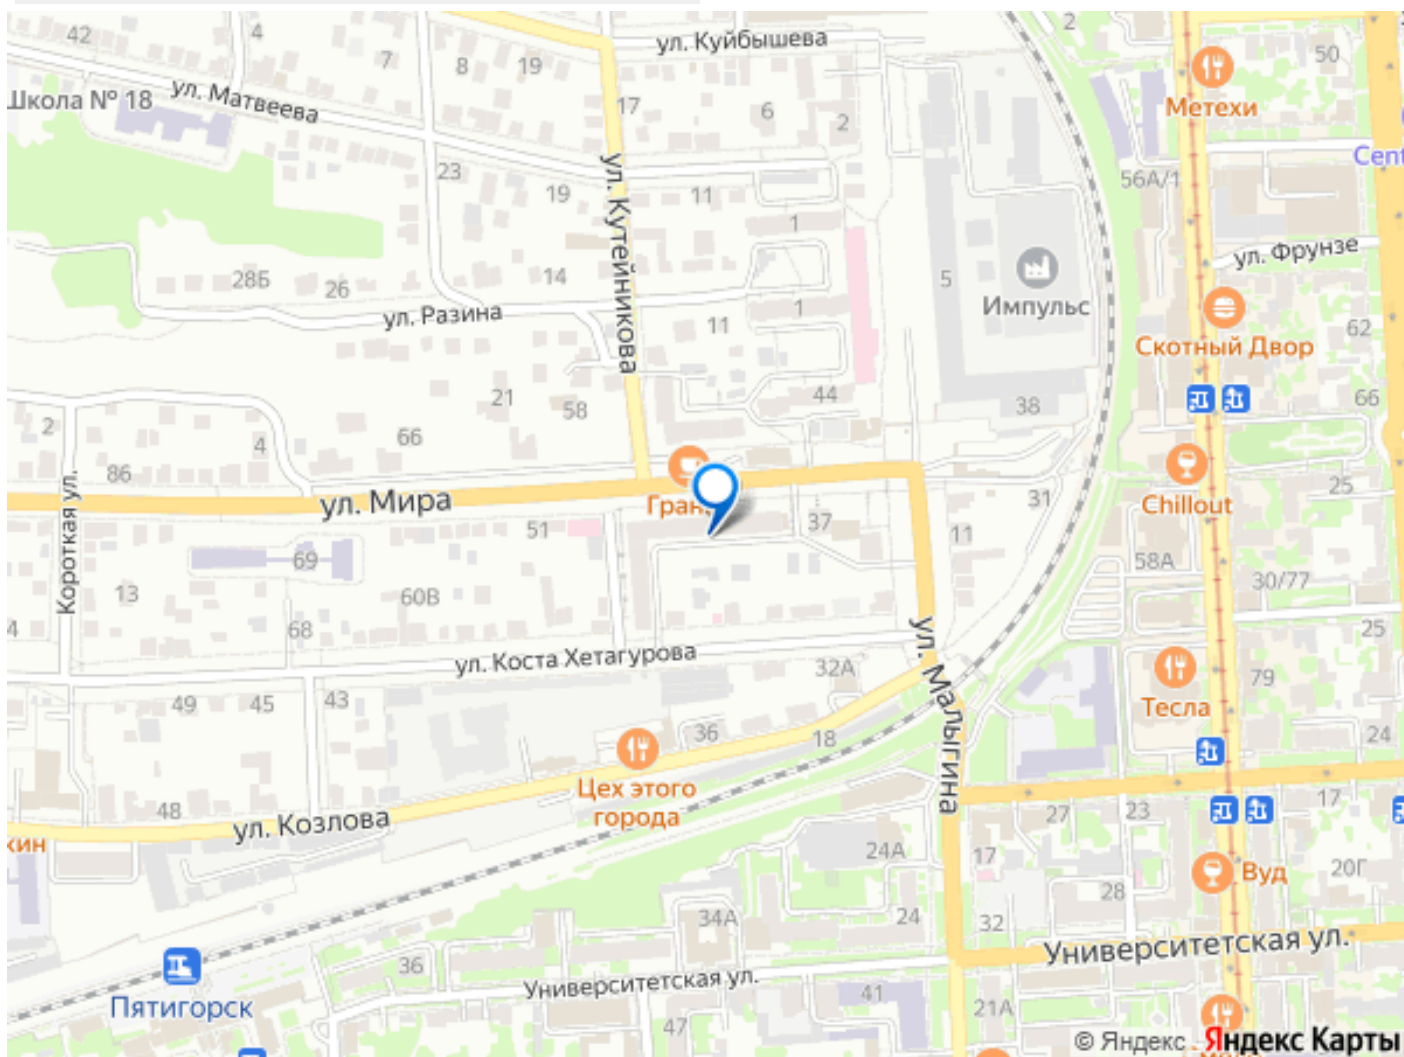 ул. Куйбышева
2
42
4
7
8
19
50
17
Метехи
Школа № 18
ул. Матвеева
6
2
Cent
23
19
11
56А/1
ул. Кутейникова
1
ул. Фрунзе
28Б
26
14
5
Импульс
ул. Разина
11
1
62
Скотный Двор
21
58
44
38
66
2
4
66
86
Короткая ул.
ул. Мира
Гран
37
31
25
Chillout
51
11
69
58А
30/77
13
60В
4
68
25
ул. Малыгина
ул. Коста Хетагурова
32А
79
49
45
43
Тесла
36
18
24
Цех этого
города
48
ул. Козлова
27
23
17
кин
24А
17
Вуд
20Г
28
34А
24
32
Университетская ул.
36
Пятигорск
Университетская ул.
41
21А
47
© Яндекс Яндекс Карты